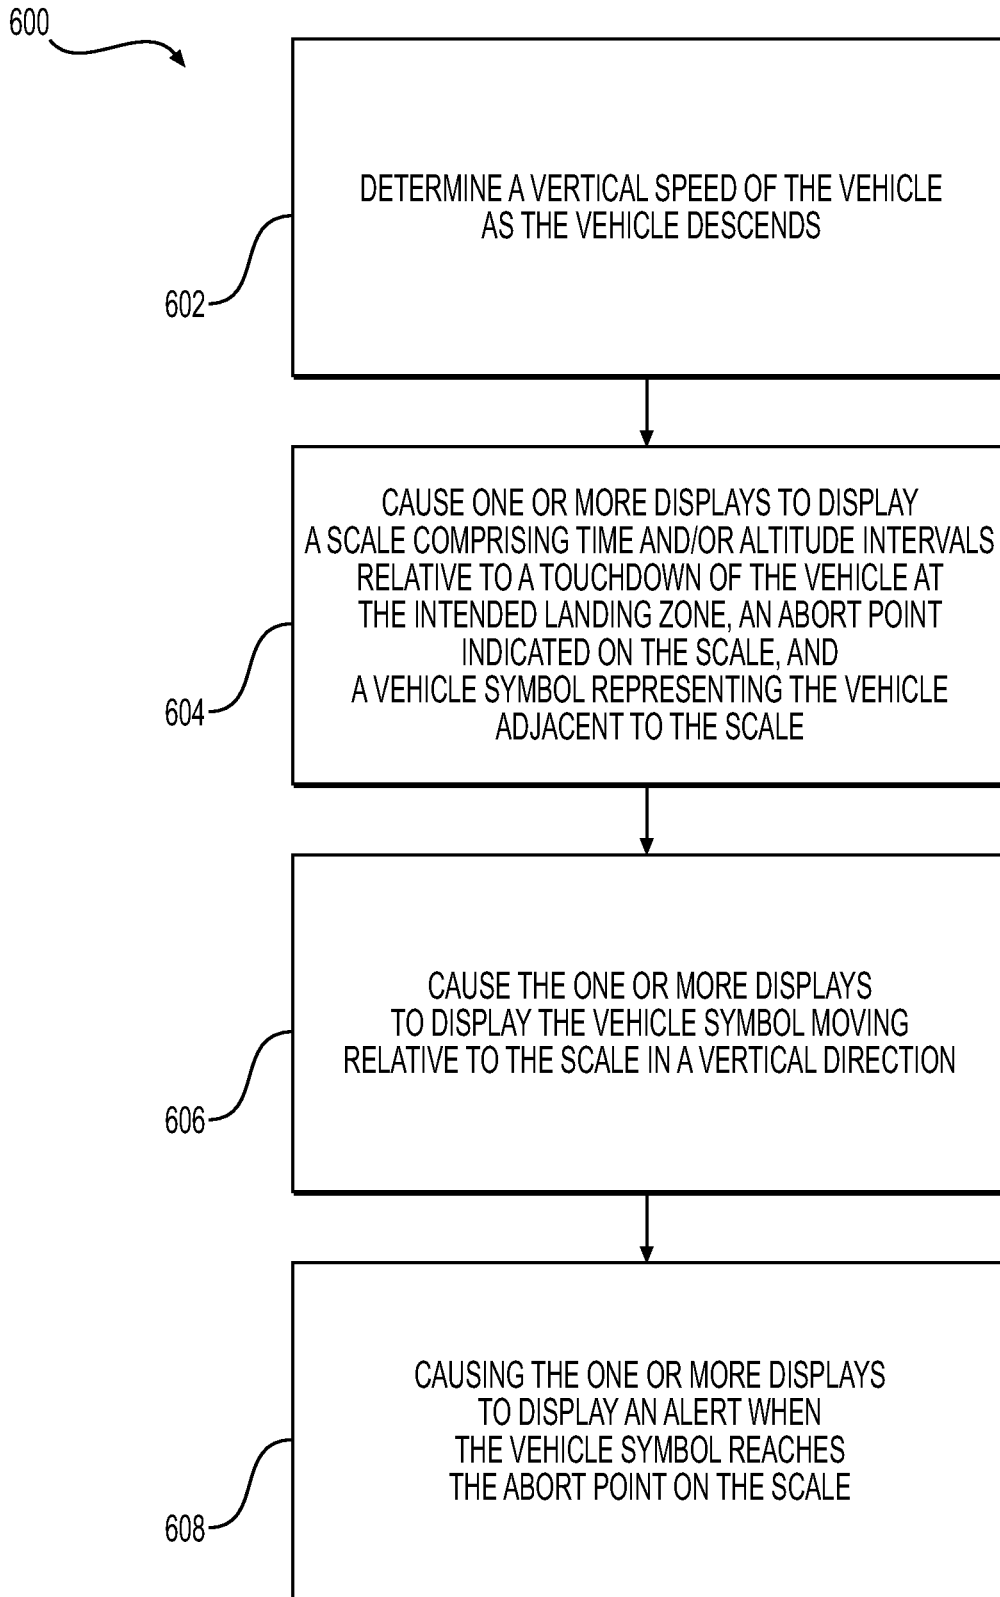 600
DETERMINE A VERTICAL SPEED OF THE VEHICLE
AS THE VEHICLE DESCENDS
602
CAUSE ONE OR MORE DISPLAYS TO DISPLAY
A SCALE COMPRISING TIME AND/OR ALTITUDE INTERVALS
RELATIVE TO A TOUCHDOWN OF THE VEHICLE AT
THE INTENDED LANDING ZONE, AN ABORT POINT
INDICATED ON THE SCALE, AND
A VEHICLE SYMBOL REPRESENTING THE VEHICLE
ADJACENT TO THE SCALE
604
CAUSE THE ONE OR MORE DISPLAYS
TO DISPLAY THE VEHICLE SYMBOL MOVING
RELATIVE TO THE SCALE IN A VERTICAL DIRECTION
606
CAUSING THE ONE OR MORE DISPLAYS
TO DISPLAY AN ALERT WHEN
THE VEHICLE SYMBOL REACHES
THE ABORT POINT ON THE SCALE
608